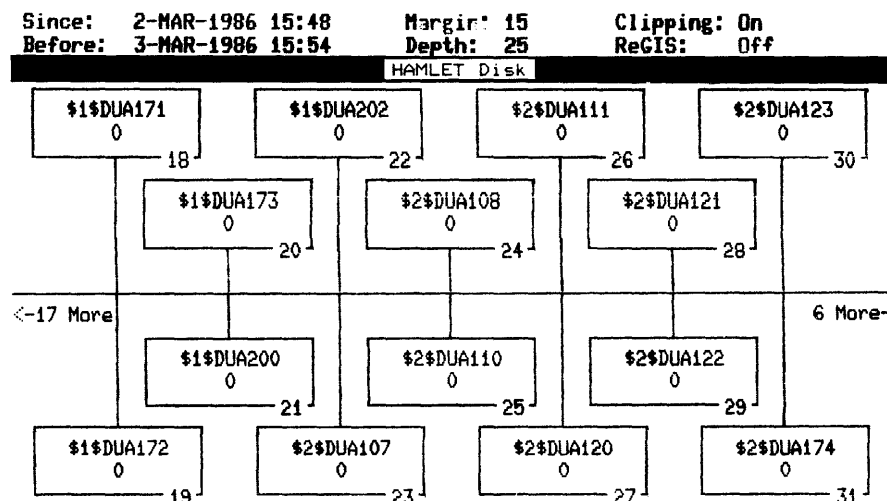 Since: 2-MAR-1986 15:48 Margin: 15 Clipping: On
Before: 3-MAR-1986 15:54 Depth: 25 ReGIS: Off
HAMLET Disk
$1$DUA171 $1$DUA202 $2$DUA111 $2$DUA123
0 0 0 0
18 22 26 30
$1$DUA173 $2$DUA108 $2$DUA121
0 0 0
20 24 28
<-17 More 6 More-
$1$DUA200 $2$DUA110 $2$DUA122
0 0 0
21 25 29
$1$DUA172 $2$DUA107 $2$DUA120 $2$DUA174
0 0 0 0
19 23 27 31